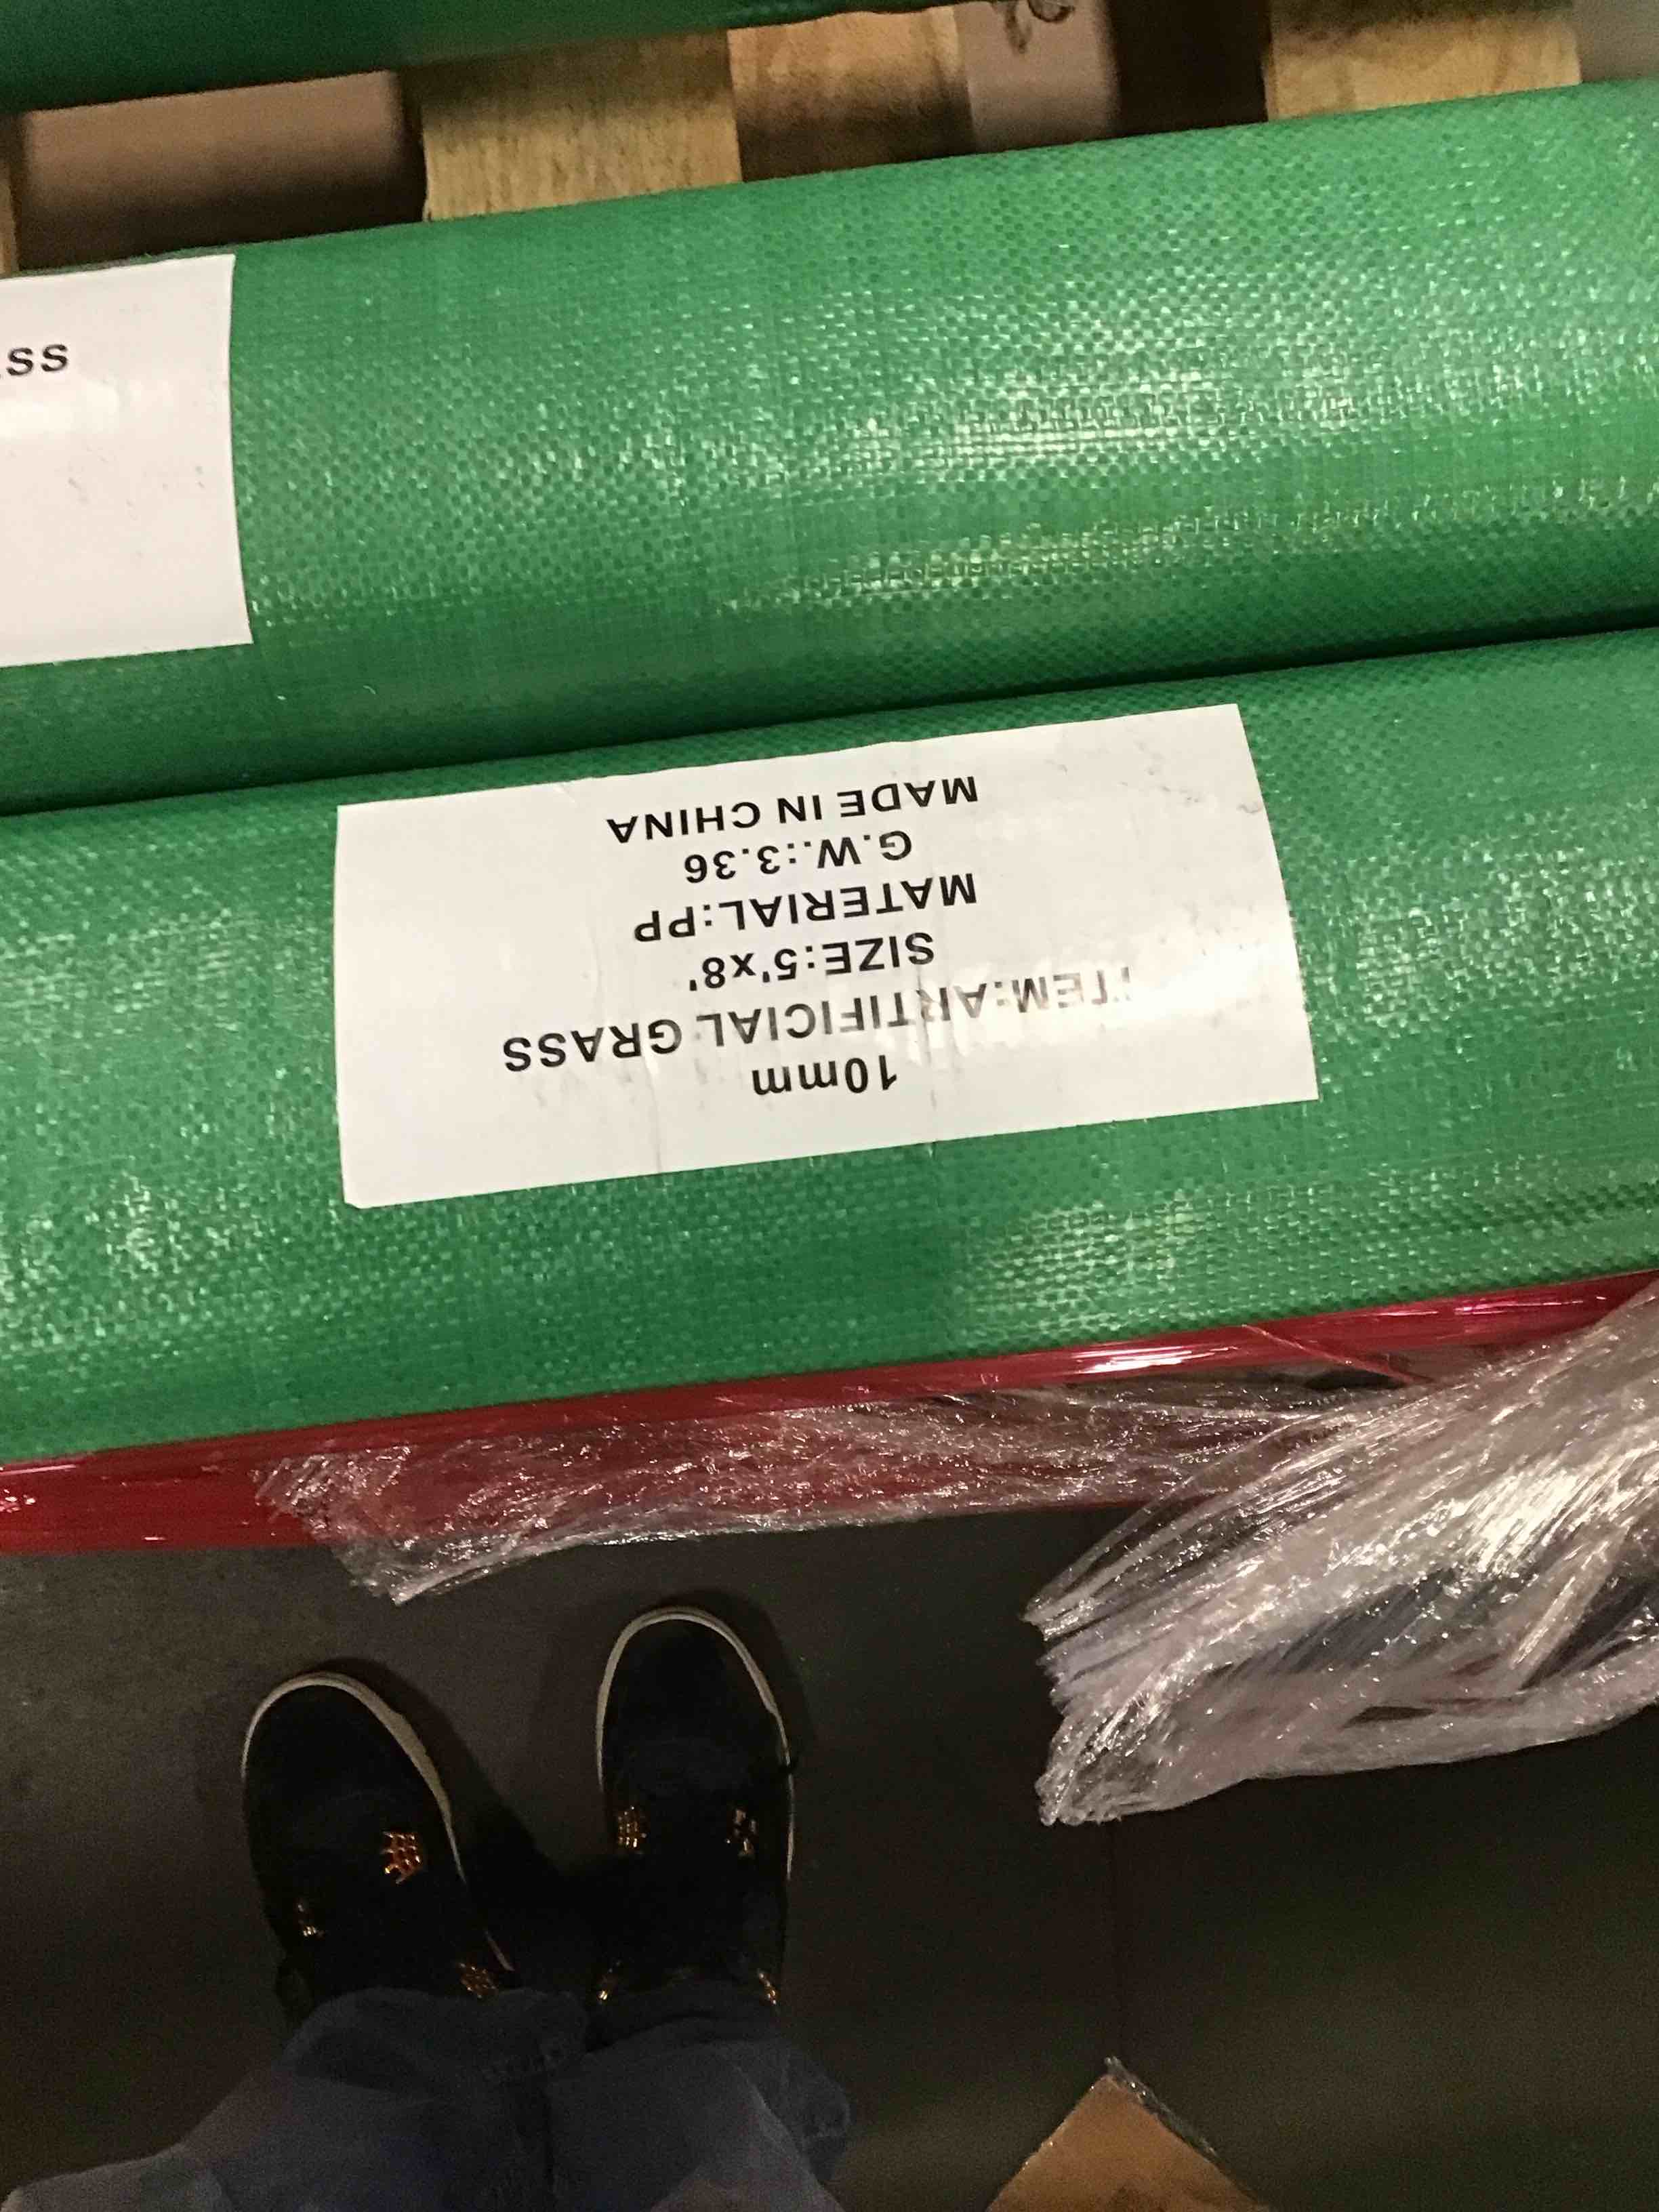 10mm
ITEM:ARTIFICIAL GRASS
SIZE:5'x8'
MATERIAL:PP
G.W.:3.36
MADE IN CHINA